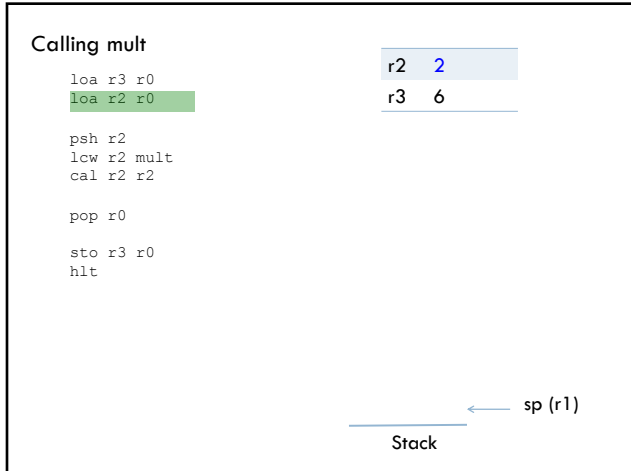 Calling mult
loa r3 r0
loa r2 r0
psh r2
lcw r2 mult
cal r2 r2
pop r0
sto r3 r0
hlt
r2 2
r3 6
sp (r1)
Stack